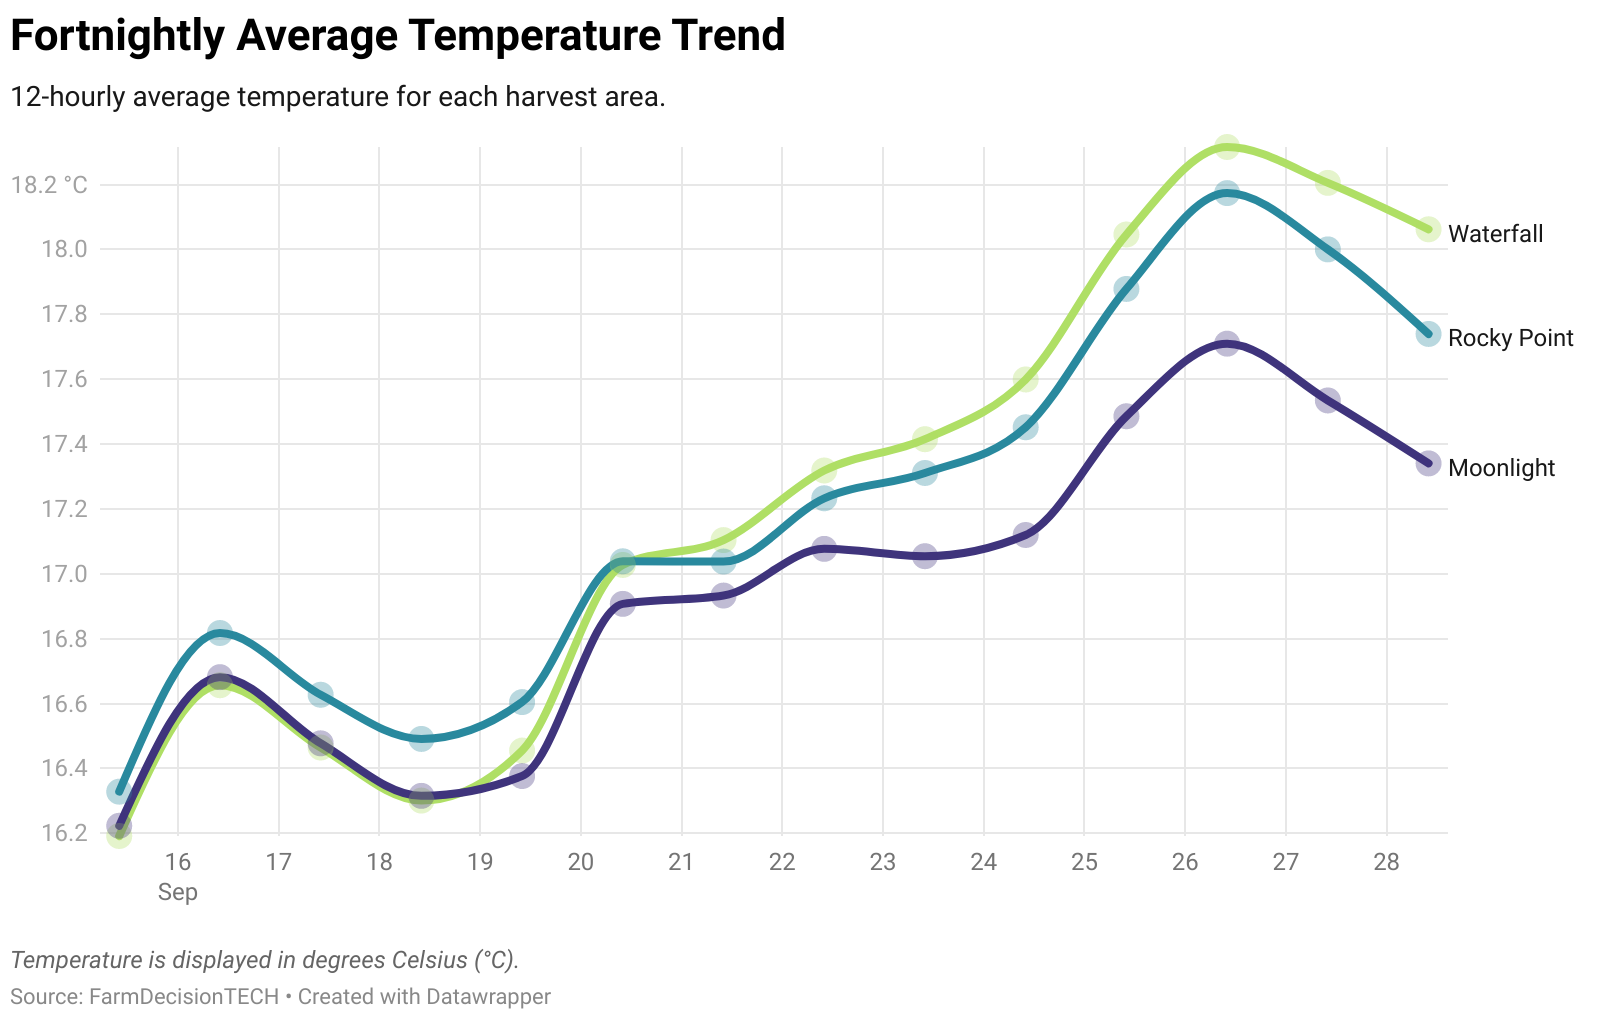 Fortnightly Average Temperature Trend
12-hourly average temperature for each harvest area.
18.2 °C
18.0
17.8
17.6
17.4
17.2
17.0
16.8
16.6
16.4
16.2
Waterfall
Rocky Point
Moonlight
16 17 18 19 20 21 22 23 24 25 26 27 28
Sep
Temperature is displayed in degrees Celsius (°C).
Source: FarmDecisionTECH • Created with Datawrapper